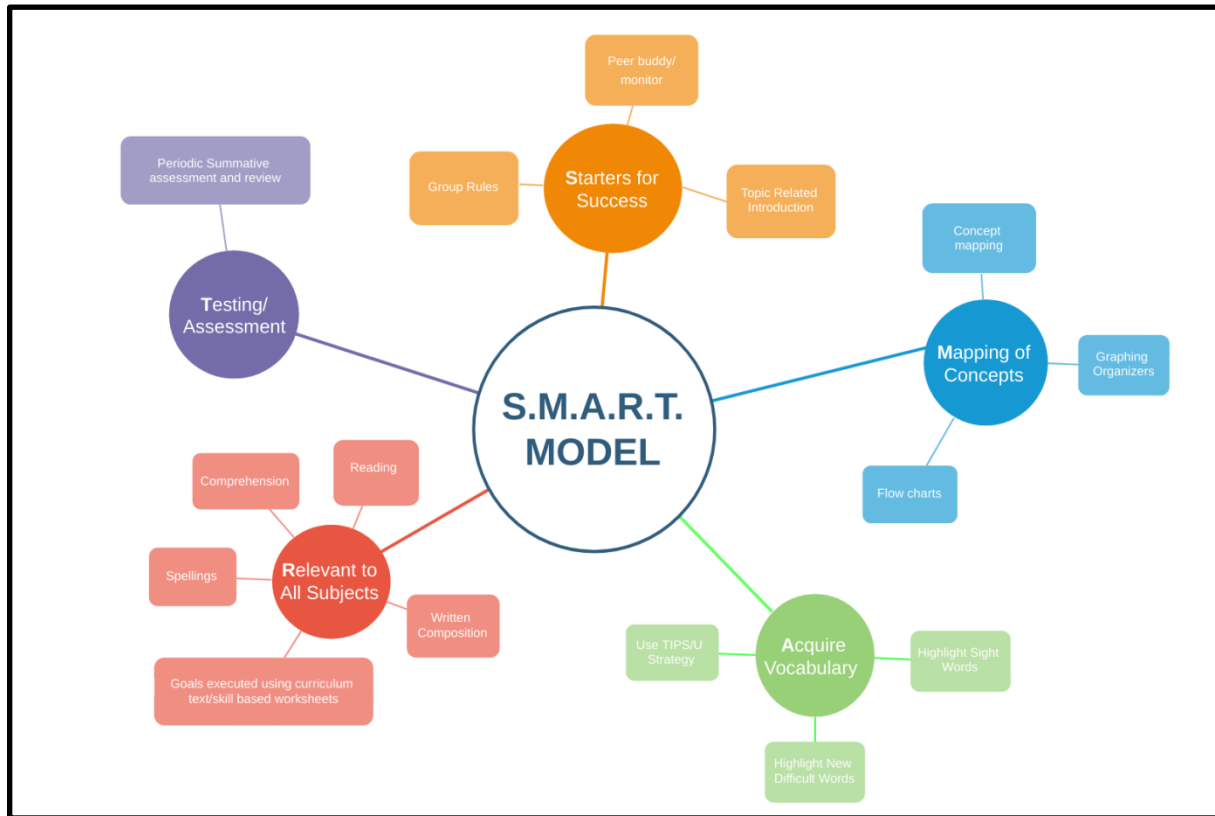 Peer buddy/
monitor
Group Rules
Starters for
Success
Topic Related
Introduction
Periodic Summative
assessment and review
Testing/
Assessment
Concept
mapping
Mapping of
Concepts
Graphing
Organizers
Flow charts
S.M.A.R.T.
MODEL
Reading
Comprehension
Spellings
Relevant to
All Subjects
Written
Composition
Goals executed using curriculum
text/skill based worksheets
Use TIPS/U
Strategy
Acquire
Vocabulary
Highlight Sight
Words
Highlight New
Difficult Words